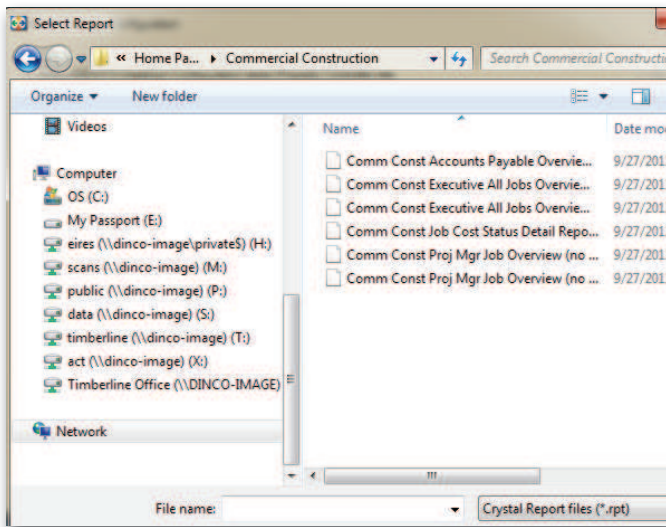 Select Report
« Home Pa... Commercial Construction Search Commercial Constructi
Organize New folder
Videos
Computer
OS (C:)
My Passport (E:)
eires (\\dinco-image\private$) (H:)
scans (\\dinco-image) (M:)
public (\\dinco-image) (P:)
data (\\dinco-image) (S:)
timberline (\\dinco-image) (T:)
act (\\dinco-image) (X:)
Timberline Office (\\DINCO-IMAGE)
Network
Name Date mod
Comm Const Accounts Payable Overvie... 9/27/201
Comm Const Executive All Jobs Overvie... 9/27/201
Comm Const Executive All Jobs Overvie... 9/27/201
Comm Const Job Cost Status Detail Repo... 9/27/201
Comm Const Proj Mgr Job Overview (no ... 9/27/201
Comm Const Proj Mgr Job Overview (no ... 9/27/201
File name: Crystal Report files (*.rpt)